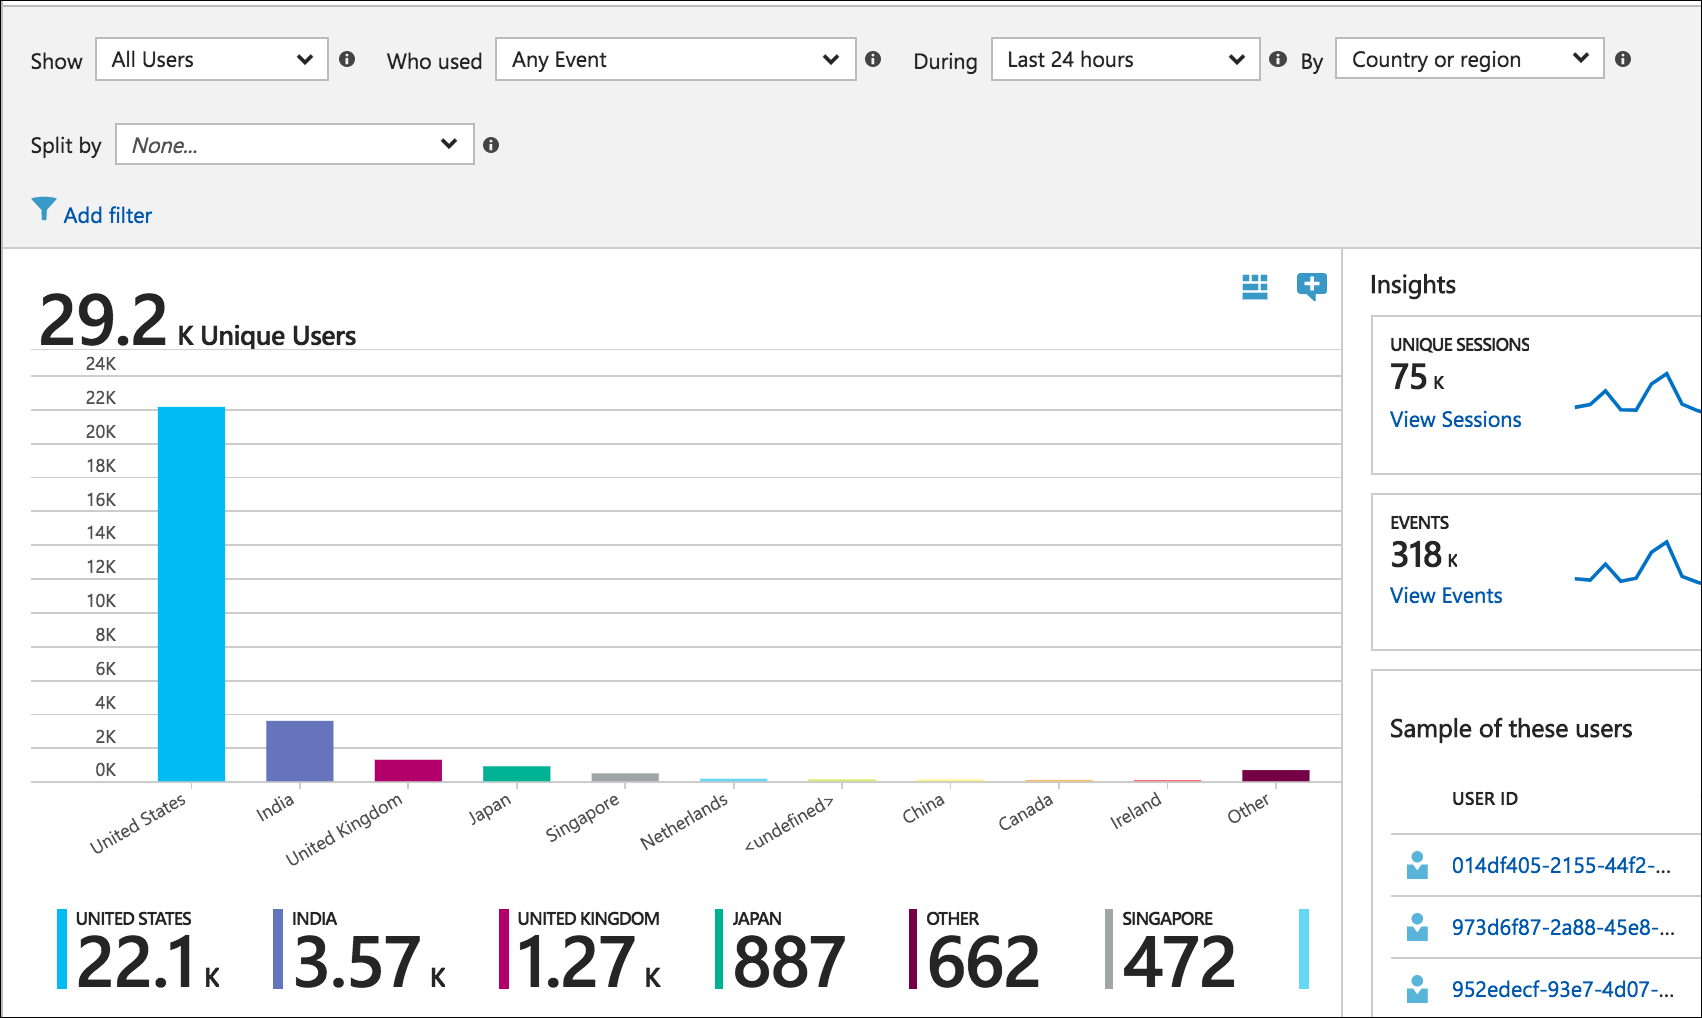 Show All Users Who used Any Event During Last 24 hours By Country or region
Split by None...
Add filter
29.2 K Unique Users
24K
22K
20K
18K
16K
14K
12K
10K
8K
6K
4K
2K
0K
United States India United Kingdom Japan Singapore Netherlands <undefined> China Canada Ireland Other
UNITED STATES
22.1 K
INDIA
3.57 K
UNITED KINGDOM
1.27 K
JAPAN
887
OTHER
662
SINGAPORE
472
Insights
UNIQUE SESSIONS
75 K
View Sessions
EVENTS
318 K
View Events
Sample of these users
USER ID
014df405-2155-44f2-...
973d6f87-2a88-45e8-...
952edecf-93e7-4d07-...